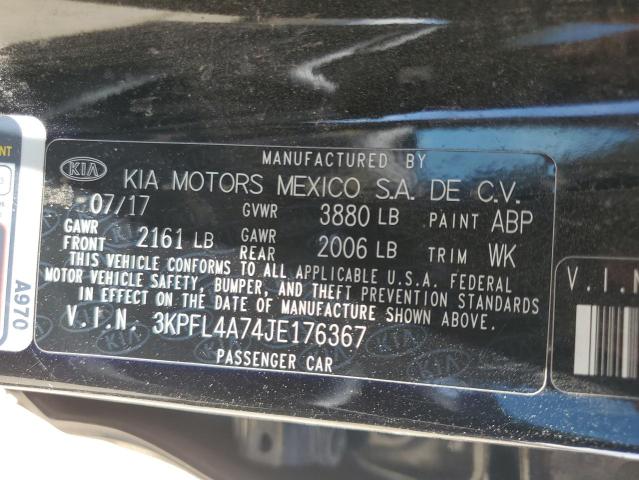 MANUFACTURED BY
KIA KIA MOTORS MEXICO S.A. DE C.V.
07/17 GVWR 3880 LB PAINT ABP
GAWR FRONT 2161 LB GAWR REAR 2006 LB TRIM WK
THIS VEHICLE CONFORMS TO ALL APPLICABLE U.S.A. FEDERAL
MOTOR VEHICLE SAFETY, BUMPER, AND THEFT PREVENTION STANDARDS
IN EFFECT ON THE DATE OF MANUFACTURE SHOWN ABOVE.
V.I.N. 3KPFL4A74JE176367
PASSENGER CAR
A970
V.I.N